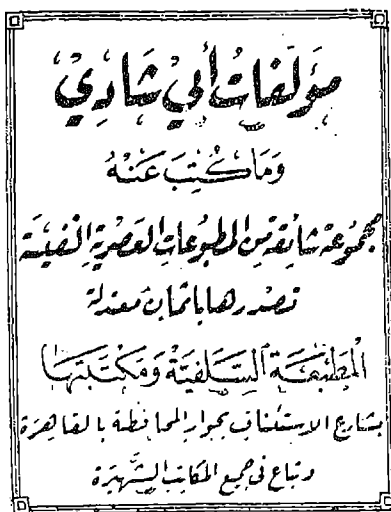 مؤلفات أبي شادي
وما كتب عنه
مجموعة شائقة من المطبوعات العصرية النفيسة
تصدرها بأثمان معتدلة
المطبعة السلفية ومكتبتها
بشارع الاستئناف بجوار المحافظة بالقاهرة
وتباع في جميع المكاتب الشهيرة